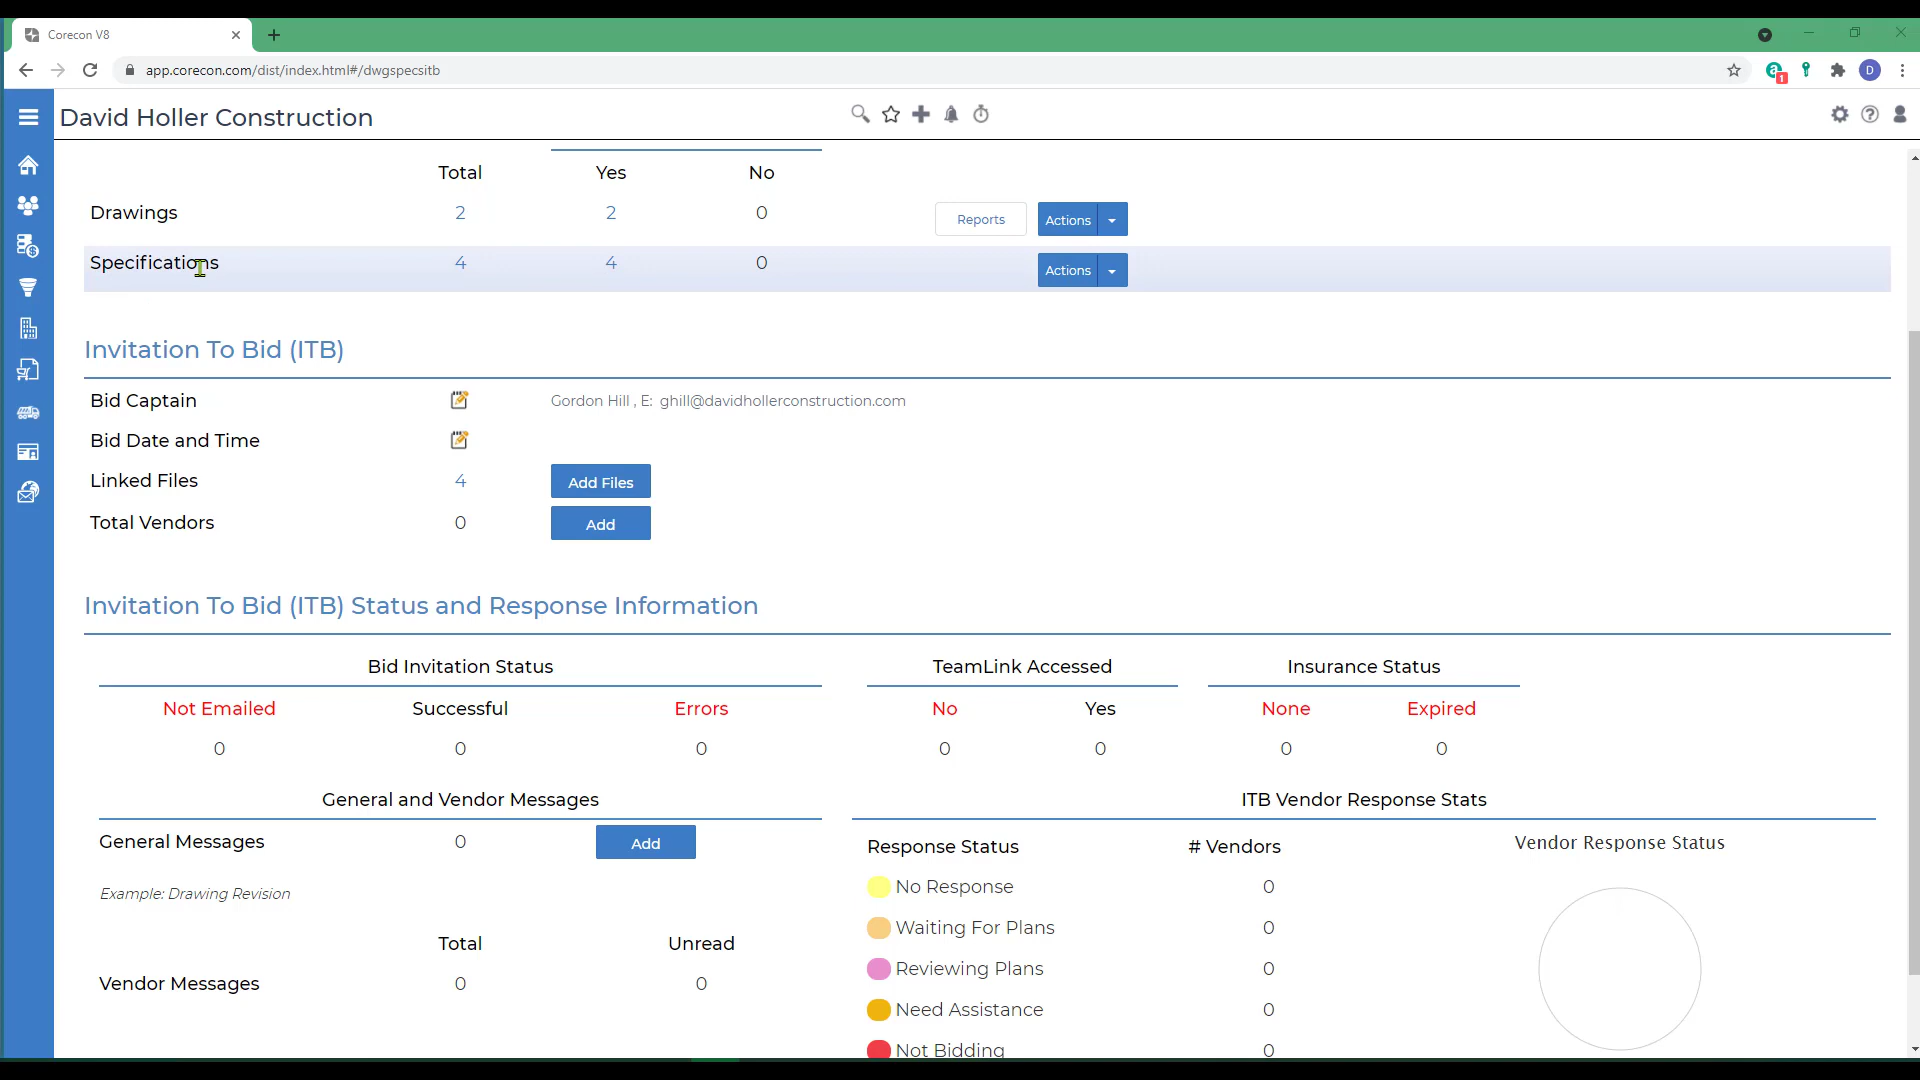 Corecon V8
app.corecon.com/dist/index.html#/dwgspecsitb
D
1
David Holler Construction
Total Yes No
Drawings 2 2 0 Reports Actions
Specifications 4 4 0 Actions
Invitation To Bid (ITB)
Bid Captain Gordon Hill , E: ghill@davidhollerconstruction.com
Bid Date and Time
Linked Files 4 Add Files
Total Vendors 0 Add
Invitation To Bid (ITB) Status and Response Information
Bid Invitation Status TeamLink Accessed Insurance Status
Not Emailed Successful Errors No Yes None Expired
0 0 0 0 0 0 0
General and Vendor Messages ITB Vendor Response Stats
General Messages 0 Add
Response Status # Vendors Vendor Response Status
No Response 0
Example: Drawing Revision
Waiting For Plans 0
Total Unread
Reviewing Plans 0
Vendor Messages 0 0
Need Assistance 0
Not Bidding 0